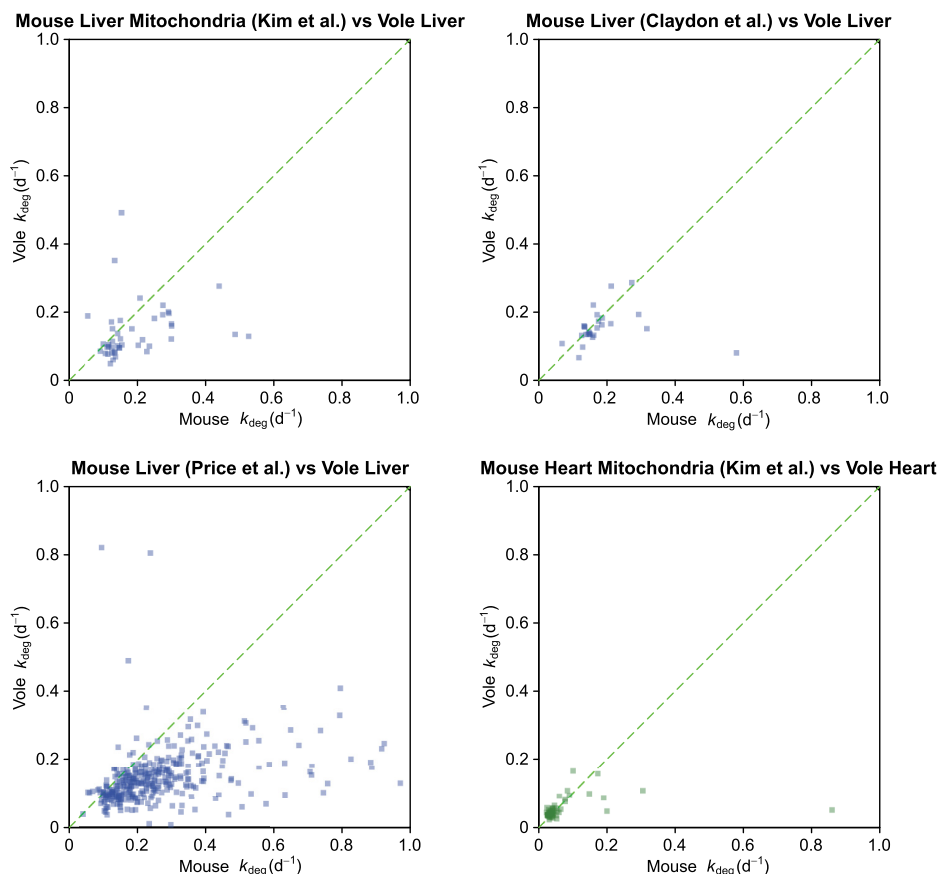 Mouse Liver Mitochondria (Kim et al.) vs Vole Liver
1.0
0.8
0.6
0.4
0.2
0
Vole kdeg(d⁻¹)
0 0.2 0.4 0.6 0.8 1.0
Mouse kdeg(d⁻¹)
Mouse Liver (Claydon et al.) vs Vole Liver
1.0
0.8
0.6
0.4
0.2
0
Vole kdeg(d⁻¹)
0 0.2 0.4 0.6 0.8 1.0
Mouse kdeg(d⁻¹)
Mouse Liver (Price et al.) vs Vole Liver
1.0
0.8
0.6
0.4
0.2
0
Vole kdeg(d⁻¹)
0 0.2 0.4 0.6 0.8 1.0
Mouse kdeg(d⁻¹)
Mouse Heart Mitochondria (Kim et al.) vs Vole Heart
1.0
0.8
0.6
0.4
0.2
0
Vole kdeg(d⁻¹)
0 0.2 0.4 0.6 0.8 1.0
Mouse kdeg(d⁻¹)